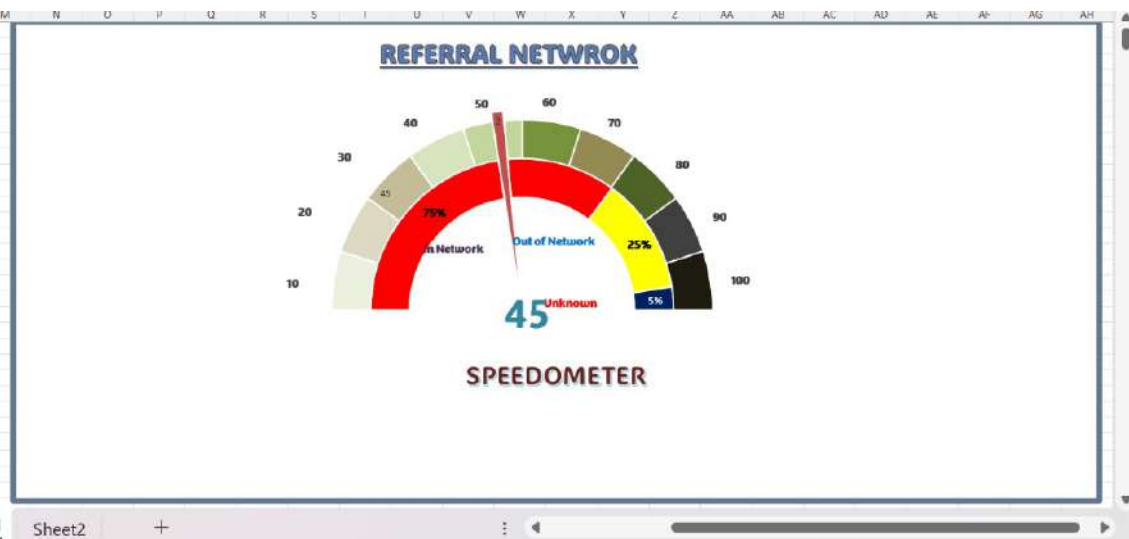 M N O P Q R S T U V W X Y Z AA AB AC AD AE AF AG AH
REFERRAL NETWROK
50 60
40 70
30 80
45
20 75% 90
Out of Network 25%
n Network
10 100
45 Unknown 5%
SPEEDOMETER
Sheet2 +